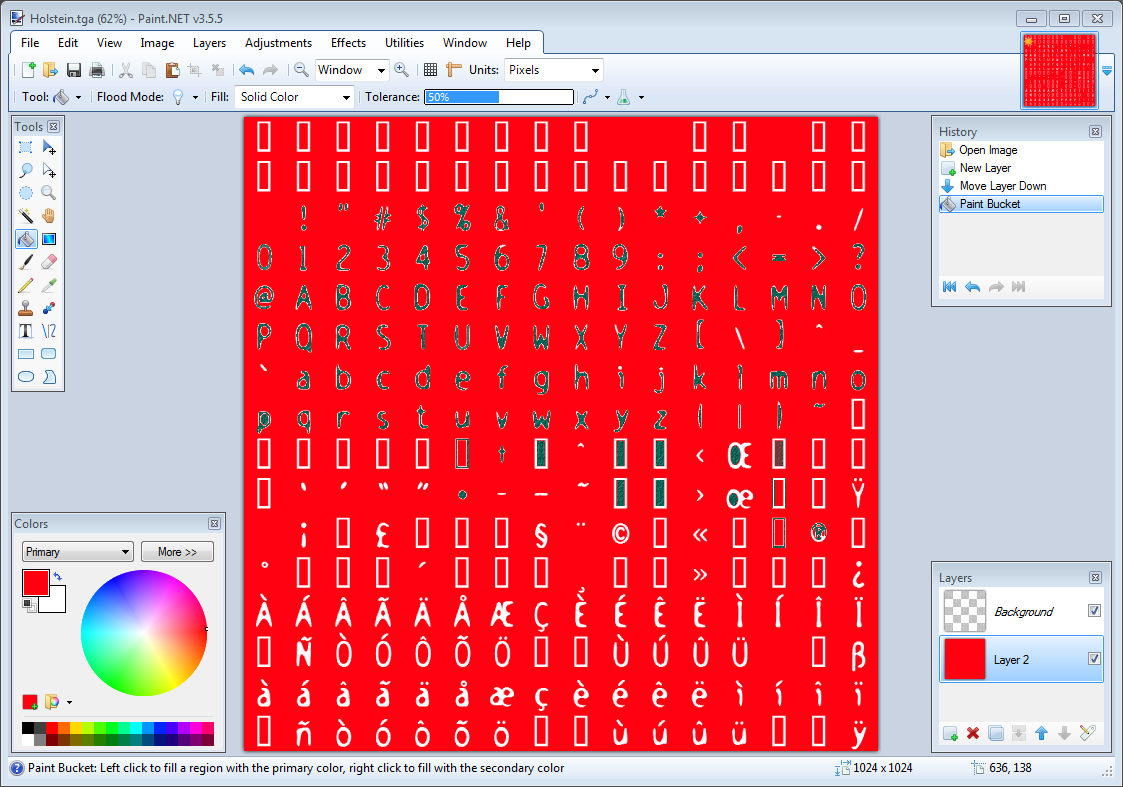 Holstein.tga (62%) - Paint.NET v3.5.5
File Edit View Image Layers Adjustments Effects Utilities Window Help
Window Units: Pixels
Tool: Flood Mode: Fill: Solid Color Tolerance: 50%
Tools
History
Open Image
New Layer
Move Layer Down
Paint Bucket
! " # $ % & ' ( ) * + , - . /
0 1 2 3 4 5 6 7 8 9 : ; < = > ?
@ A B C D E F G H I J K L M N O
P Q R S T U V W X Y Z [ \ ] ^ _
` a b c d e f g h i j k l m n o
p q r s t u v w x y z { | } ~
† ˆ ‹ Œ
‘ ’ “ ” • – — ˜ › œ Ÿ
¡ £ § ¨ © « ®
° ´ » ¿
À Á Â Ã Ä Å Æ Ç È É Ê Ë Ì Í Î Ï
Ñ Ò Ó Ô Õ Ö Ù Ú Û Ü ß
à á â ã ä å æ ç è é ê ë ì í î ï
ñ ò ó ô õ ö ù ú û ü ÿ
Colors
Primary More >>
Layers
Background
Layer 2
Paint Bucket: Left click to fill a region with the primary color, right click to fill with the secondary color 1024 x 1024 636, 138